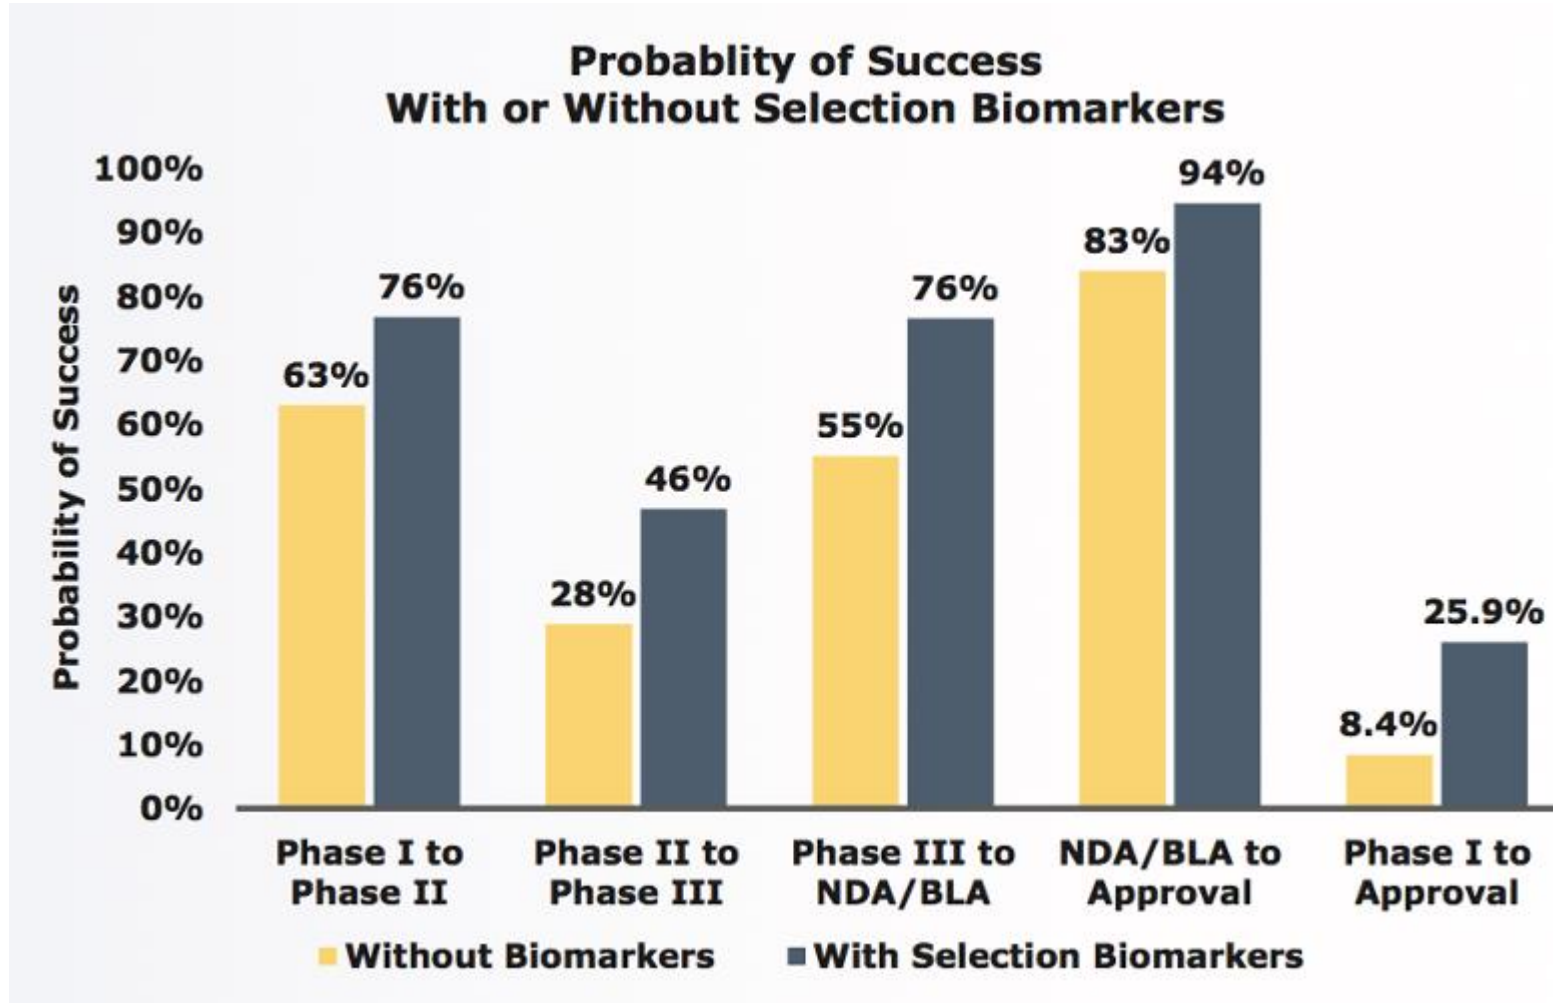 Probablity of Success
With or Without Selection Biomarkers
Probability of Success
100%
90%
80%
70%
60%
50%
40%
30%
20%
10%
0%
63%
76%
28%
46%
55%
76%
83%
94%
8.4%
25.9%
Phase I to
Phase II
Phase II to
Phase III
Phase III to
NDA/BLA
NDA/BLA to
Approval
Phase I to
Approval
Without Biomarkers
With Selection Biomarkers